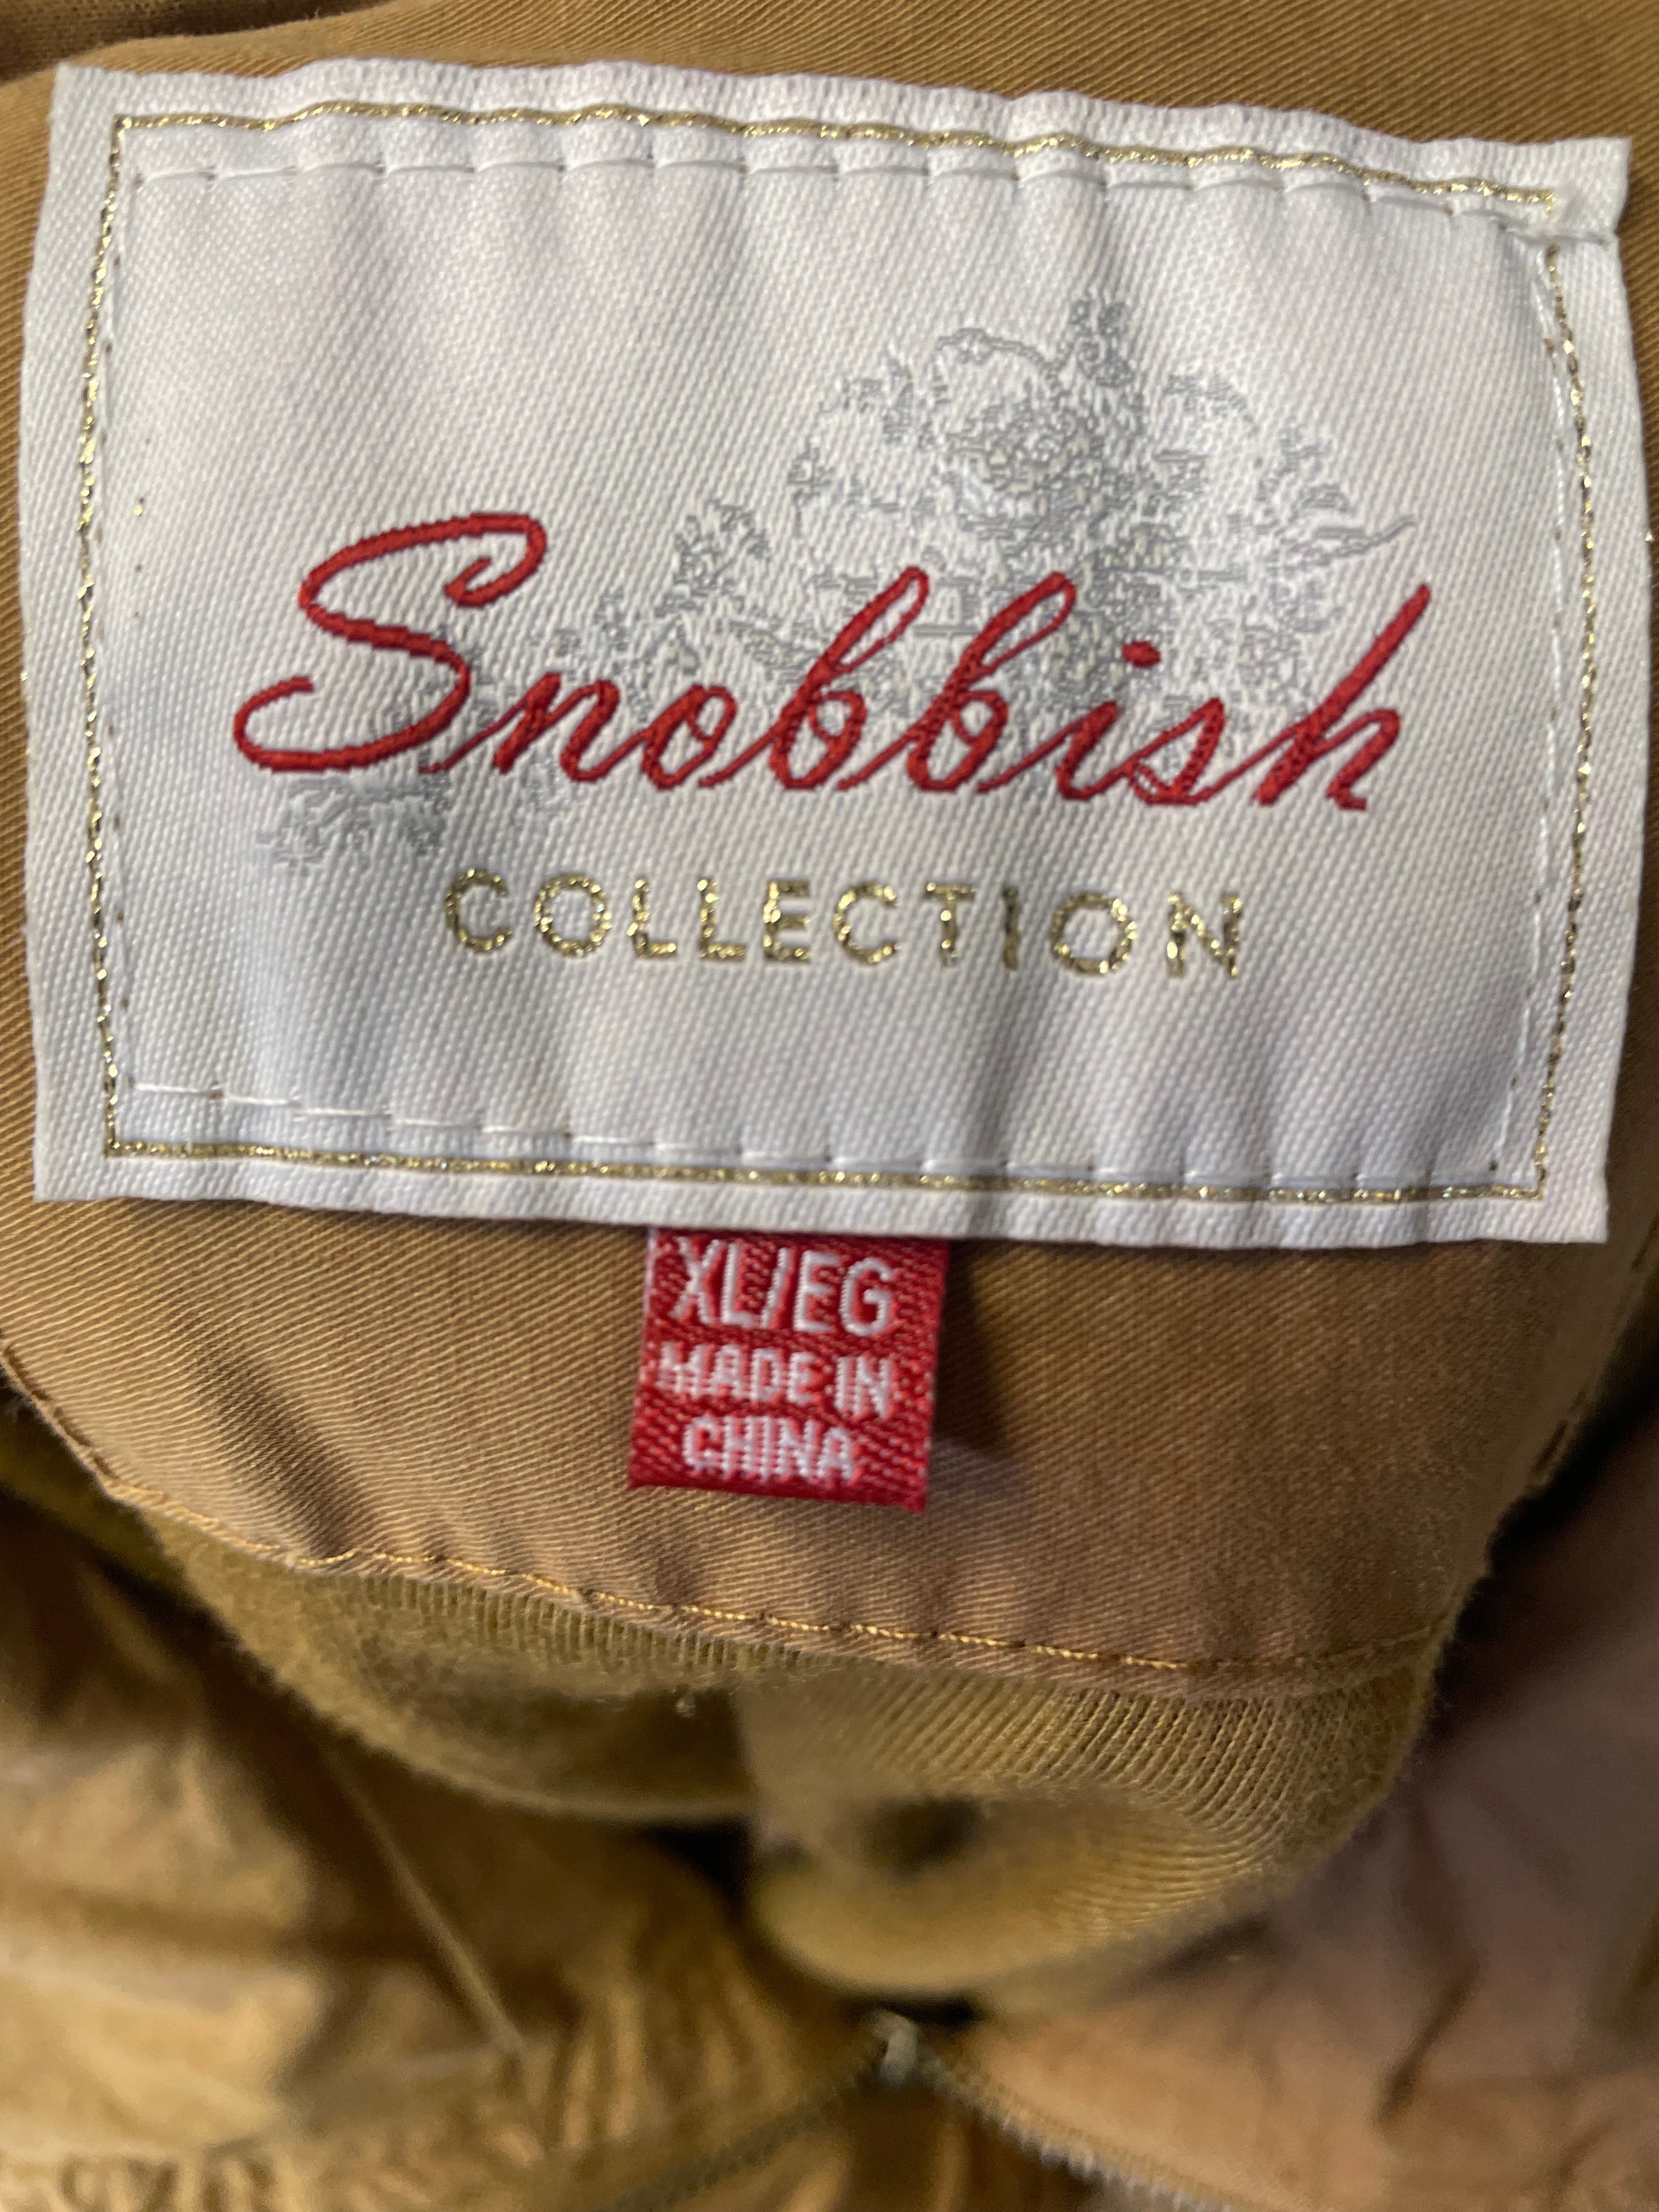 Snobbish
COLLECTION
XL/EG
MADE IN
CHINA